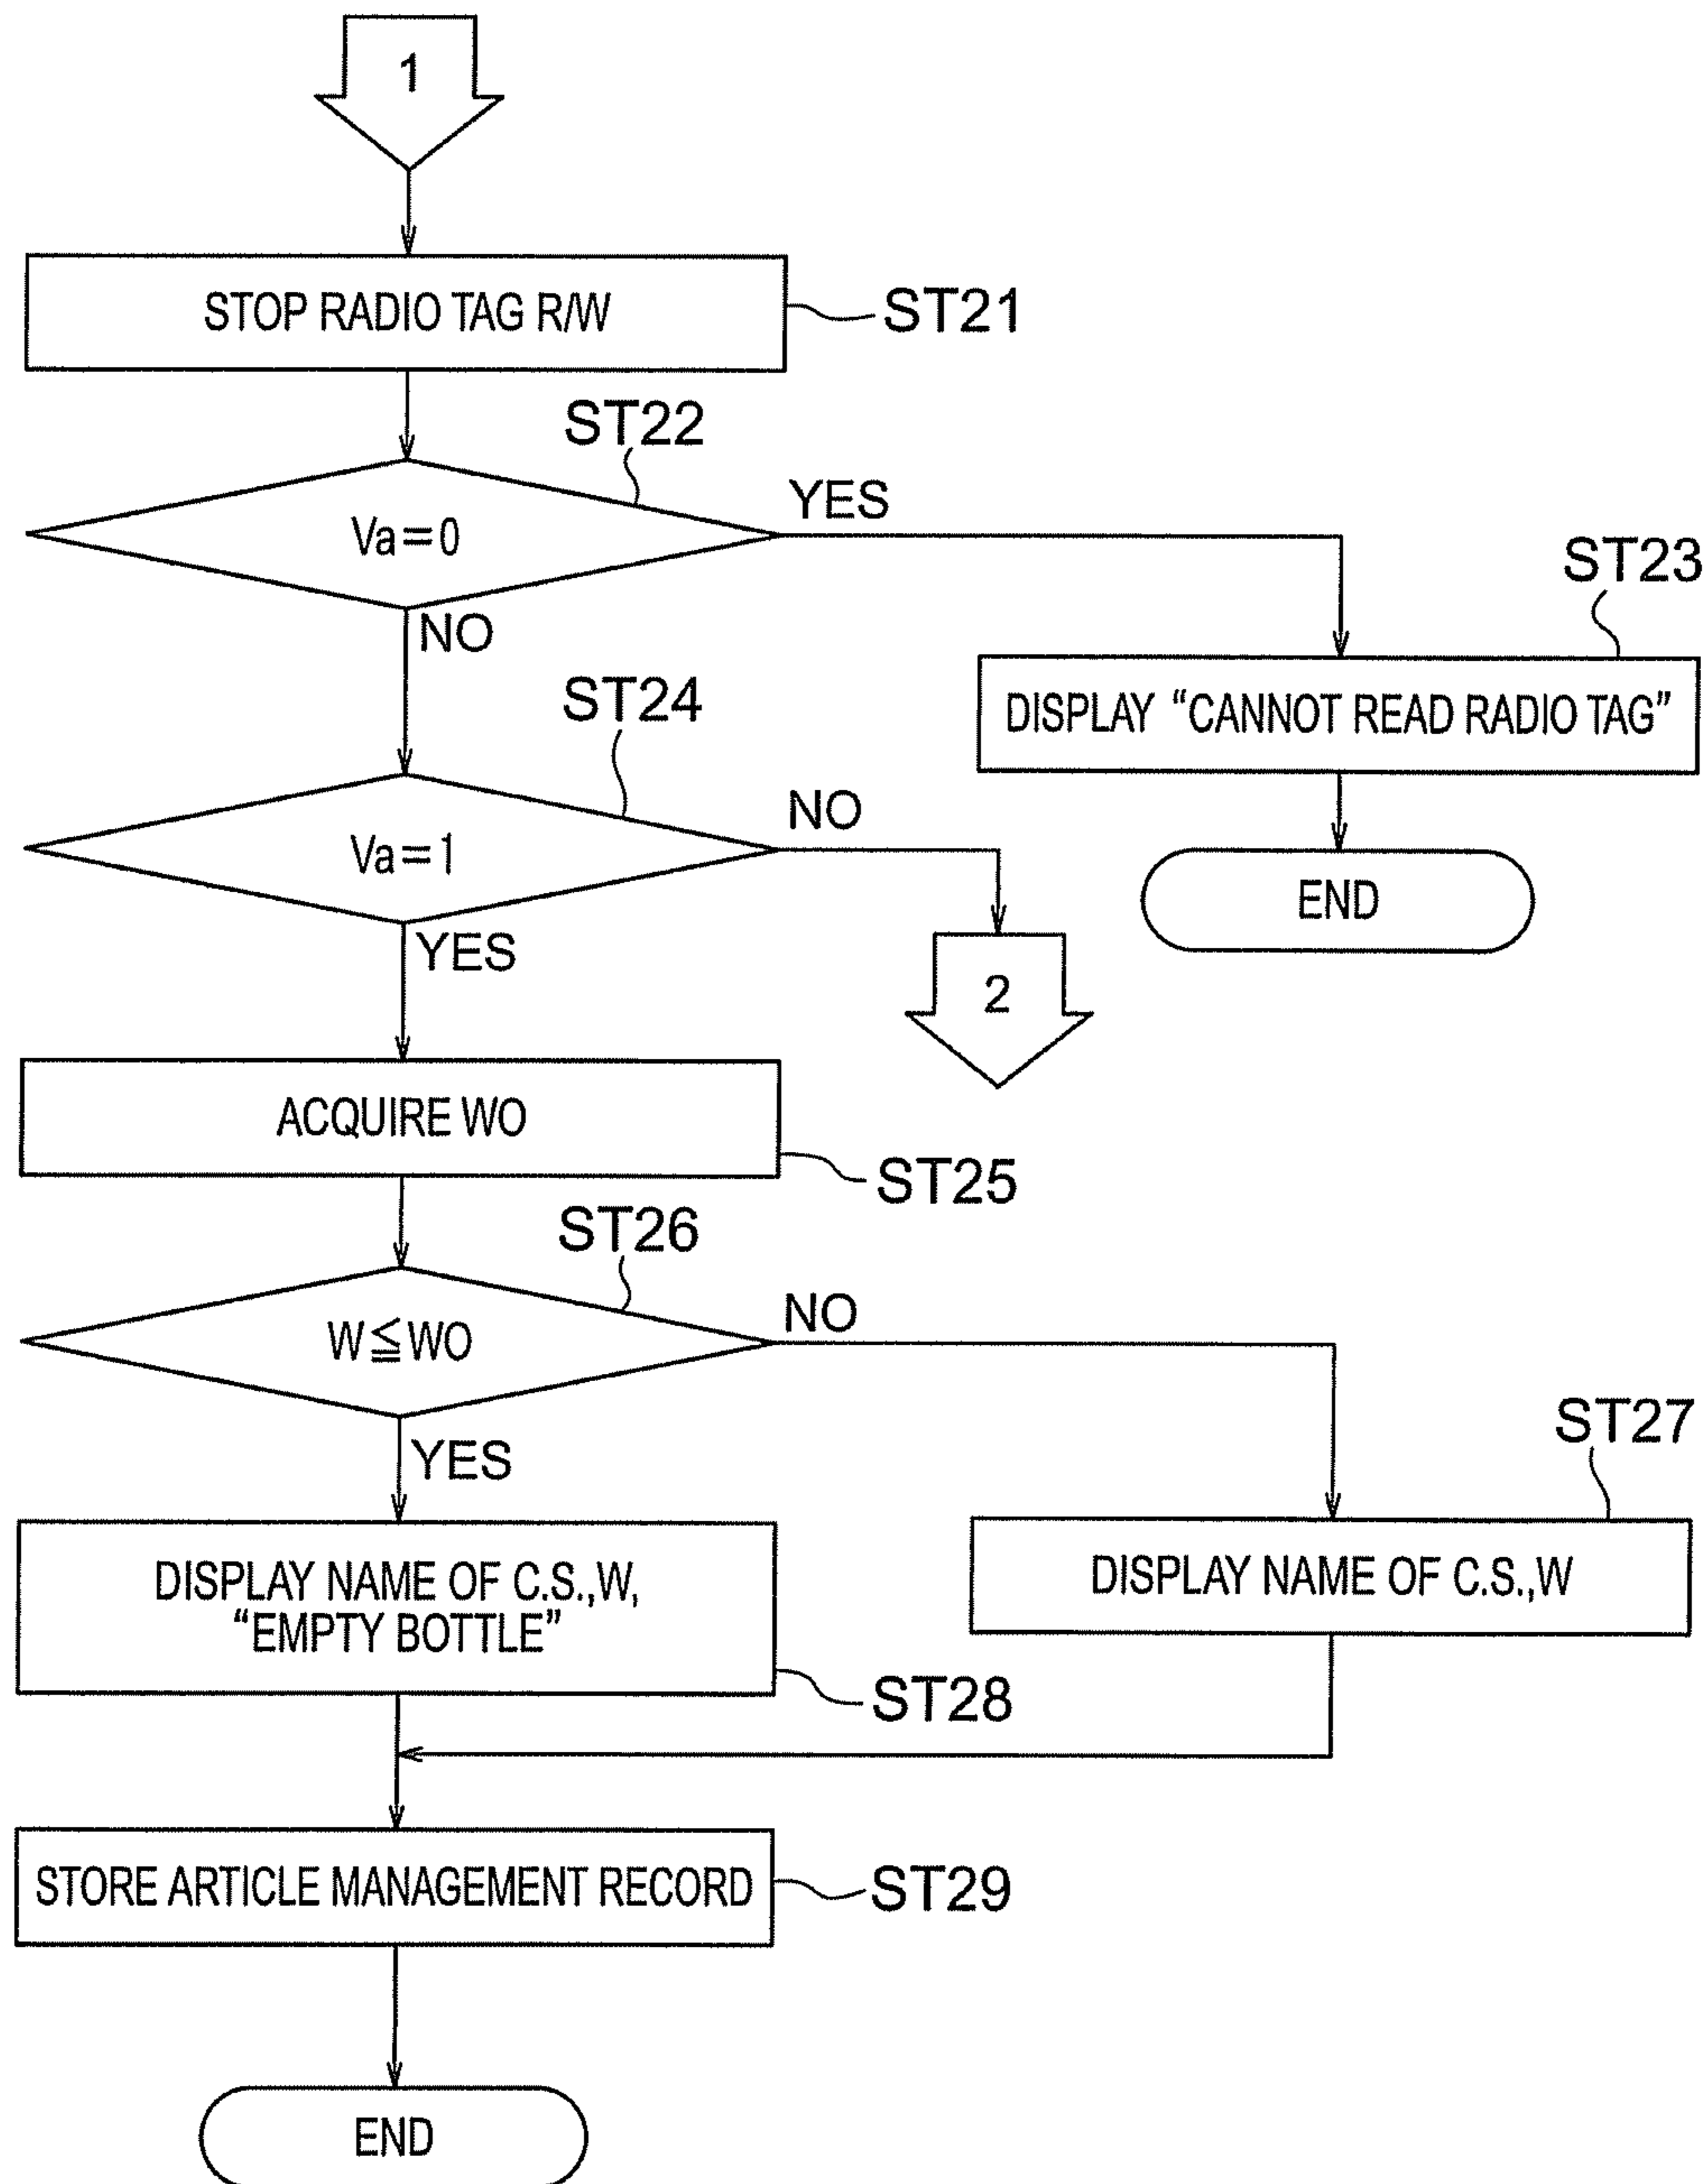 1
STOP RADIO TAG R/W
ST21
ST22
Va=0
YES
NO
ST23
DISPLAY “CANNOT READ RADIO TAG”
END
ST24
Va=1
NO
YES
2
ACQUIRE WO
ST25
ST26
W≦WO
NO
YES
ST27
DISPLAY NAME OF C.S.,W
DISPLAY NAME OF C.S.,W,
“EMPTY BOTTLE”
ST28
STORE ARTICLE MANAGEMENT RECORD
ST29
END